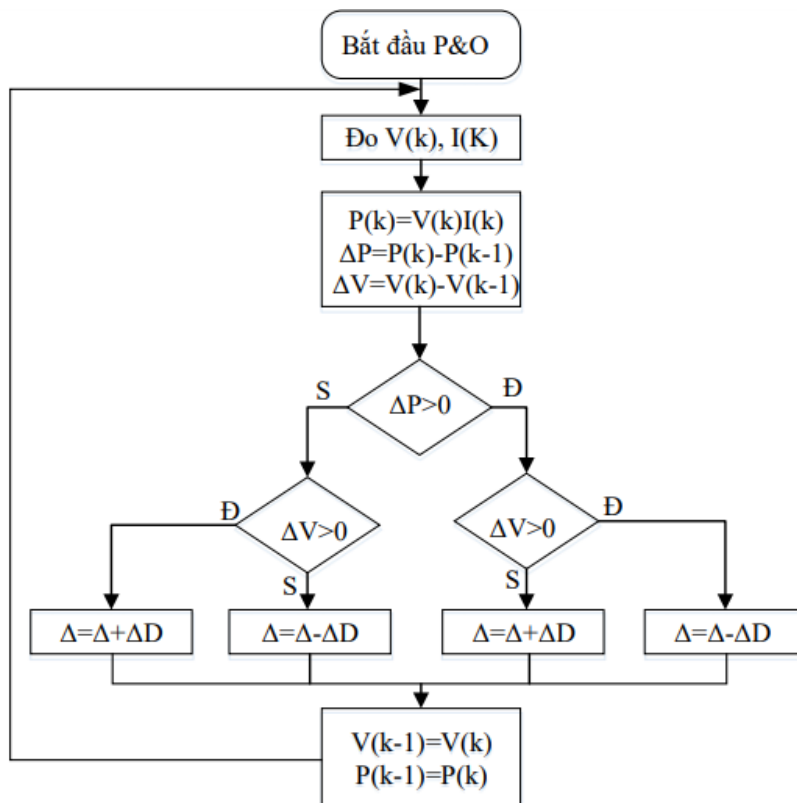 Bắt đầu P&O
Đo V(k), I(K)
P(k)=V(k)I(k)
ΔP=P(k)-P(k-1)
ΔV=V(k)-V(k-1)
S
ΔP>0
Đ
Đ
ΔV>0
S
ΔV>0
Đ
S
Δ=Δ+ΔD
Δ=Δ-ΔD
Δ=Δ+ΔD
Δ=Δ-ΔD
V(k-1)=V(k)
P(k-1)=P(k)